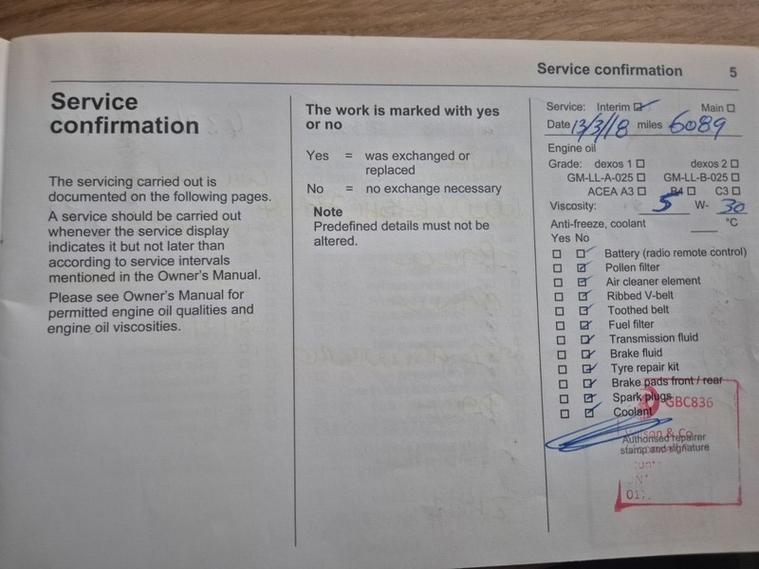 Service confirmation 5
Service
confirmation
The servicing carried out is
documented on the following pages.
A service should be carried out
whenever the service display
indicates it but not later than
according to service intervals
mentioned in the Owner's Manual.
Please see Owner's Manual for
permitted engine oil qualities and
engine oil viscosities.
The work is marked with yes
or no
Yes = was exchanged or
replaced
No = no exchange necessary
Note
Predefined details must not be
altered.
Service: Interim ☑ Main ☐
Date 13/3/18 miles 6089
Engine oil
Grade: dexos 1 ☐ dexos 2 ☐
GM-LL-A-025 ☐ GM-LL-B-025 ☐
ACEA A3 ☐ B4 ☐ C3 ☐
Viscosity: 5 W- 30
Anti-freeze, coolant °C
Yes No
☐ ☑ Battery (radio remote control)
☐ ☑ Pollen filter
☐ ☑ Air cleaner element
☐ ☑ Ribbed V-belt
☐ ☑ Toothed belt
☐ ☑ Fuel filter
☐ ☑ Transmission fluid
☐ ☑ Brake fluid
☐ ☑ Tyre repair kit
☐ ☑ Brake pads front / rear
☐ ☑ Spark plugs
GBC836
☐ ☑ Coolant
& Co
Authorised repairer
stamp and signature